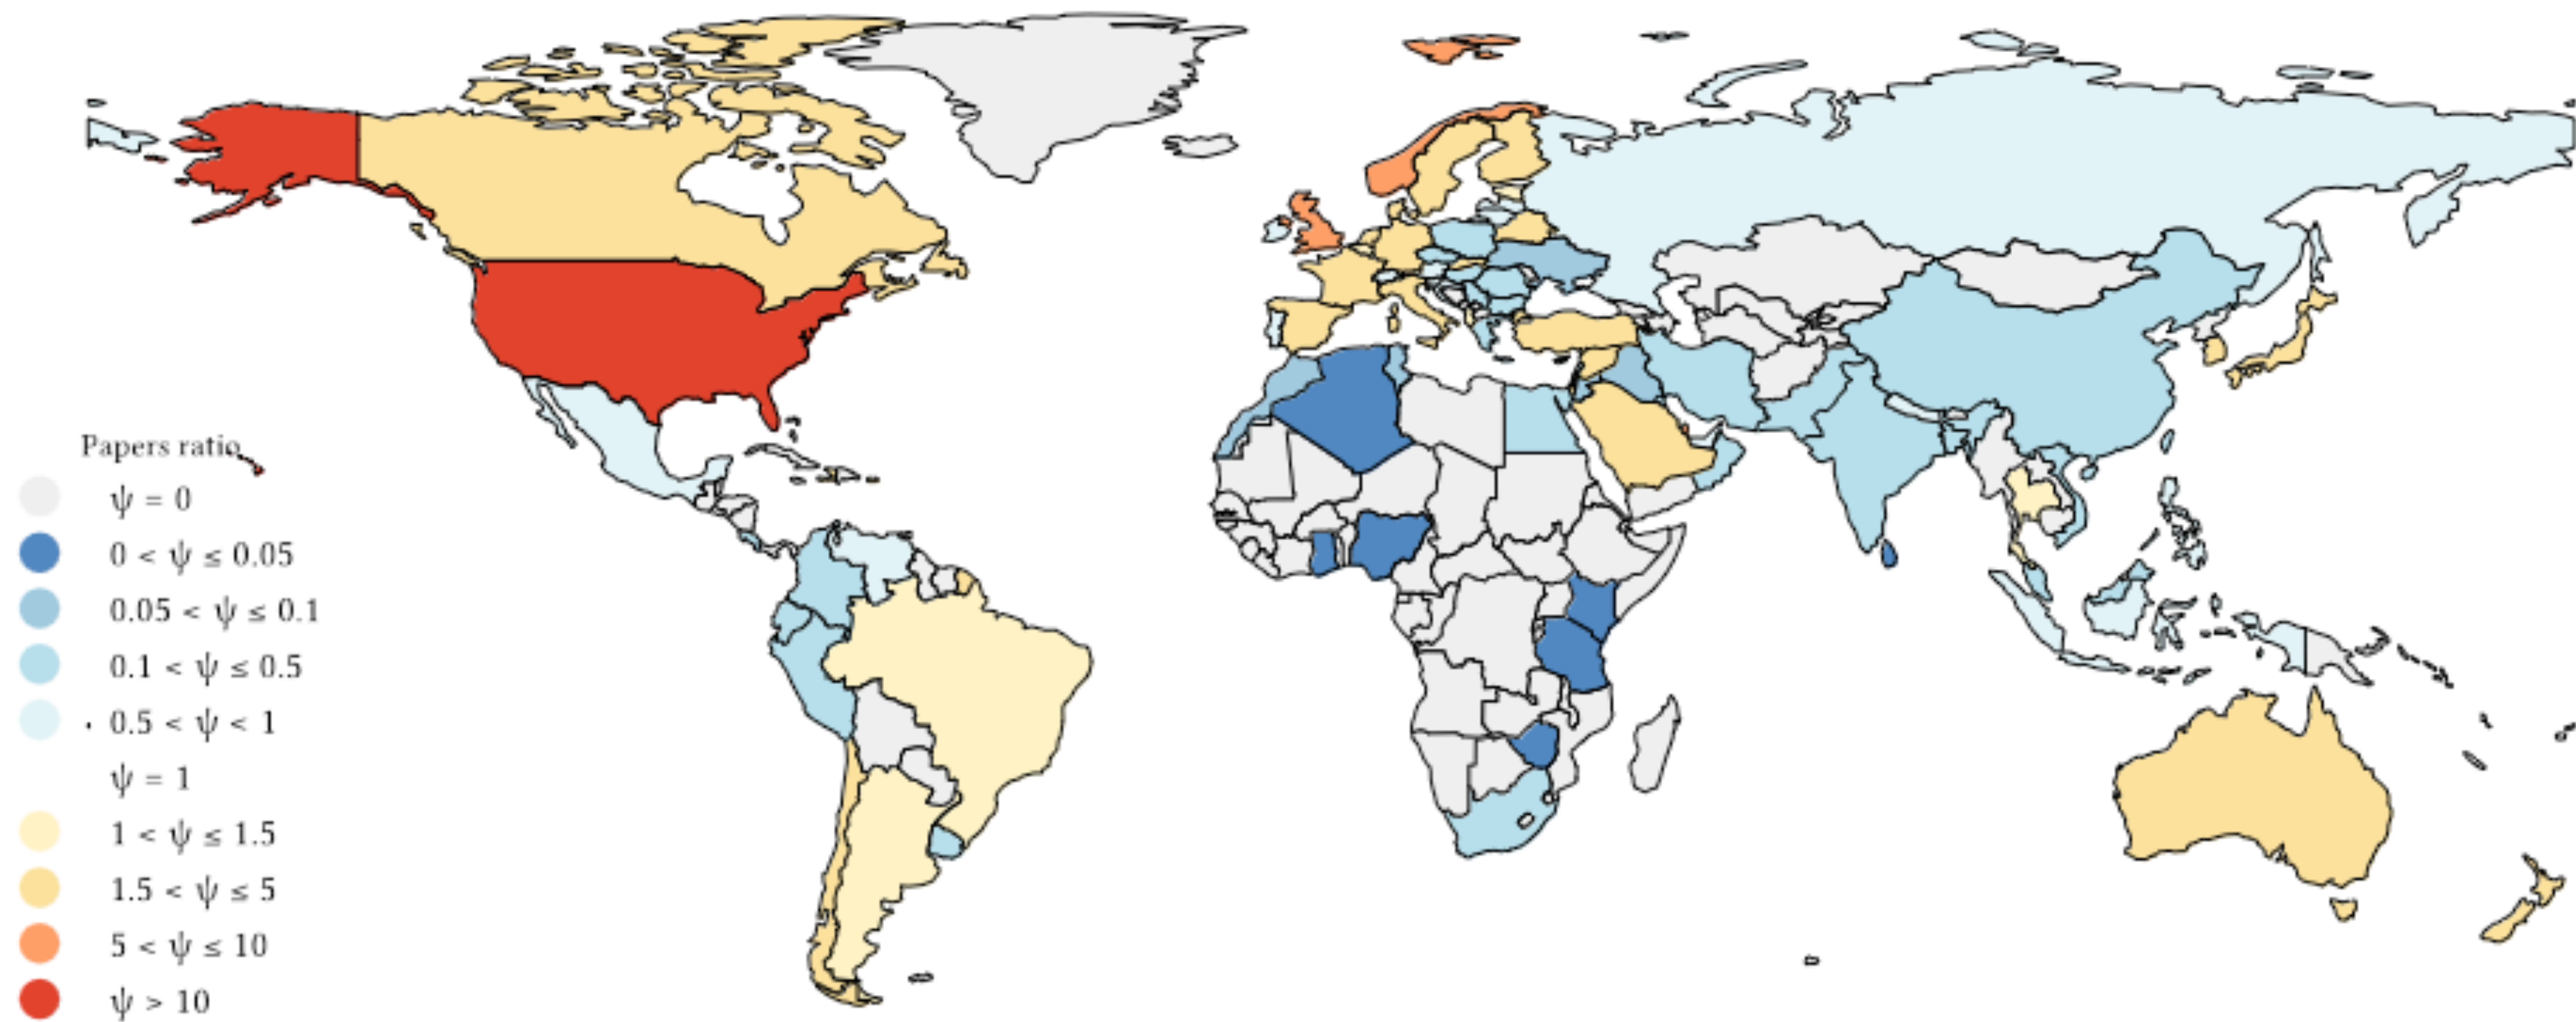 Papers ratio
ψ = 0
0 < ψ ≤ 0.05
0.05 < ψ ≤ 0.1
0.1 < ψ ≤ 0.5
0.5 < ψ < 1
ψ = 1
1 < ψ ≤ 1.5
1.5 < ψ ≤ 5
5 < ψ ≤ 10
ψ > 10